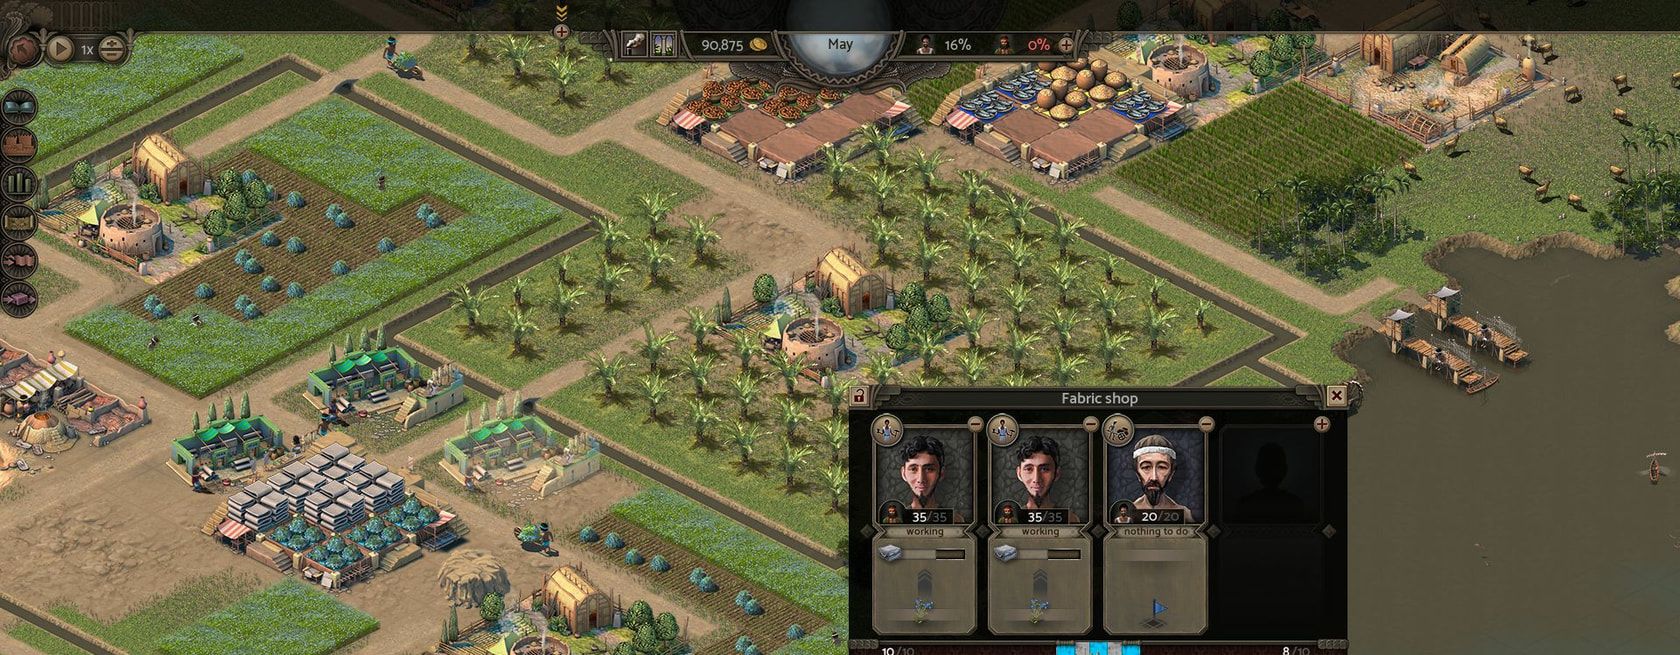 1x
90,875
May
16%
0%
Fabric shop
35/35
35/35
20/20
working
working
nothing to do
10/10
8/10